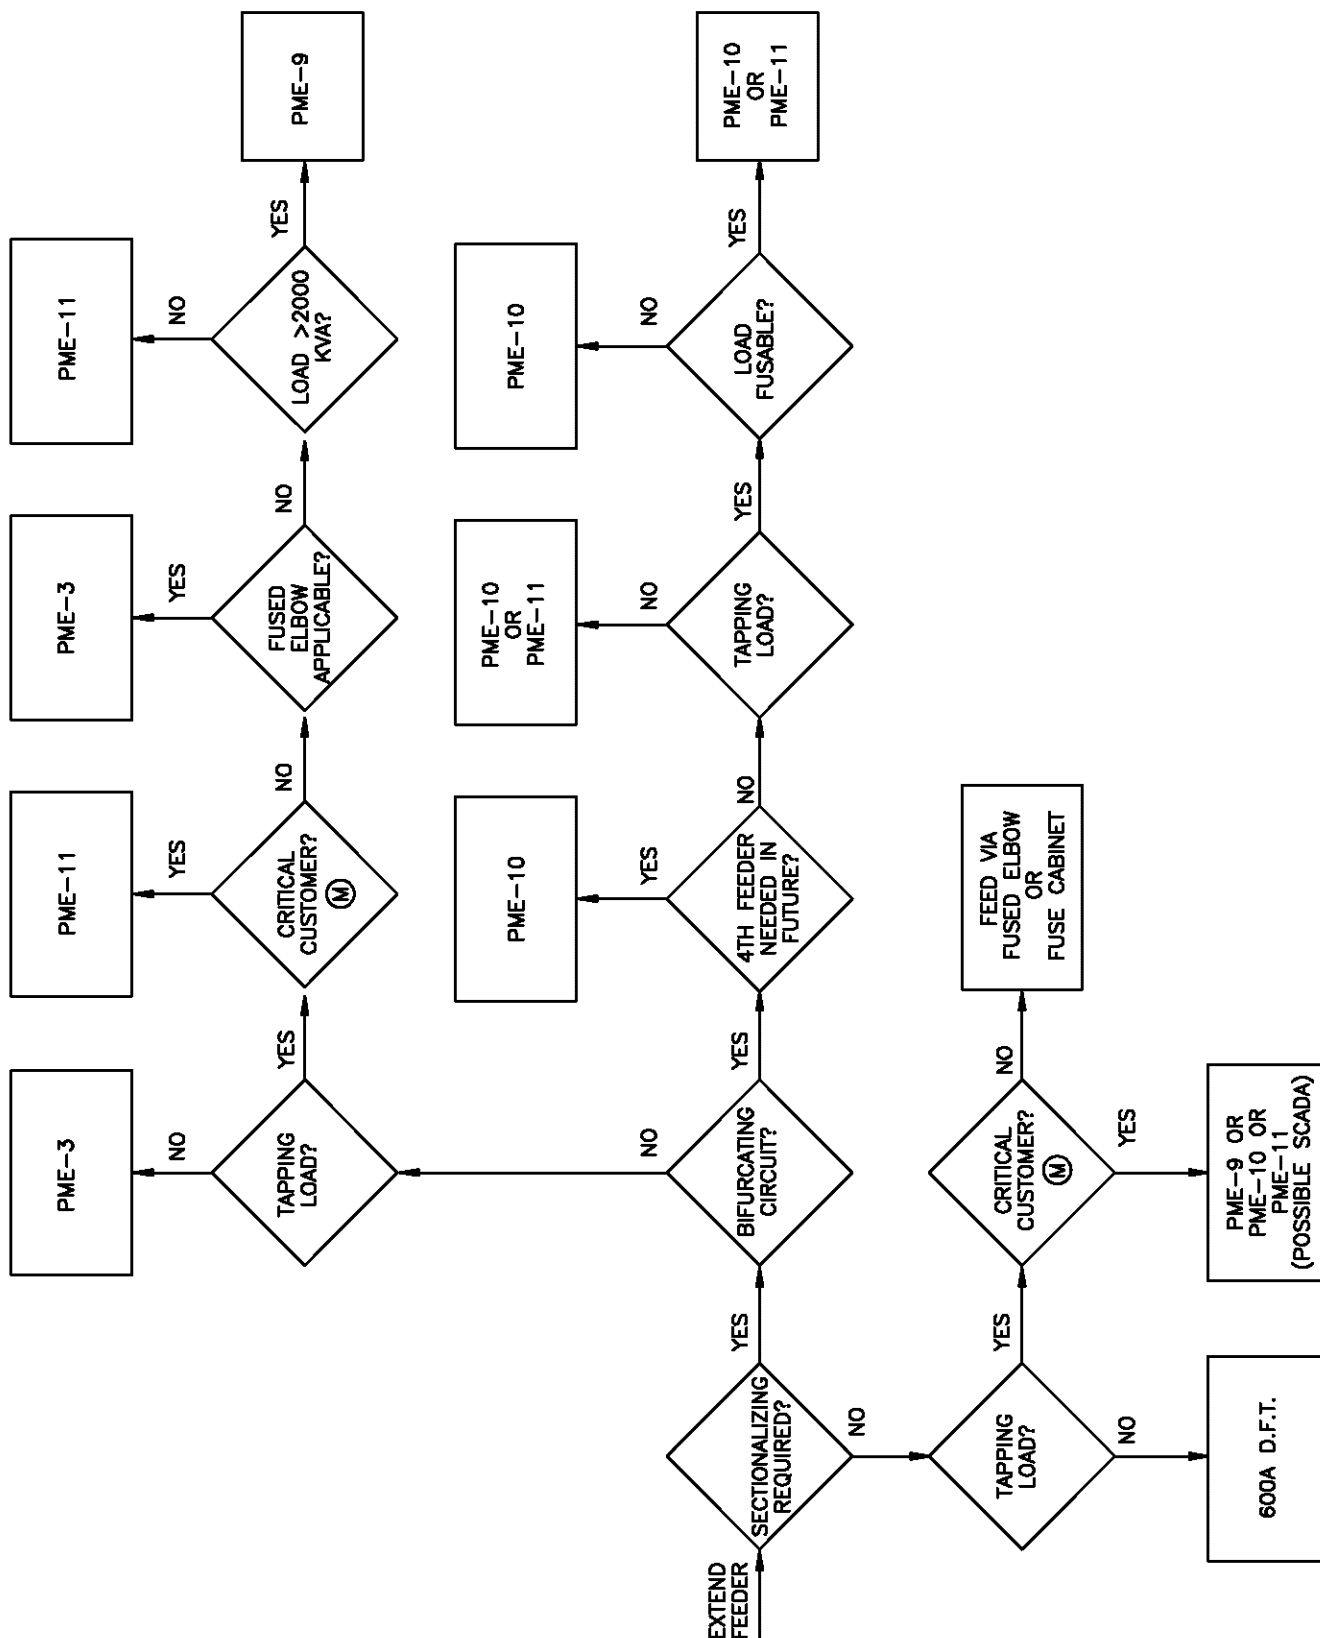 EXTEND
FEEDER
SECTIONALIZING
REQUIRED?
YES
NO
BIFURCATING
CIRCUIT?
NO
YES
TAPPING
LOAD?
NO
PME-3
YES
CRITICAL
CUSTOMER?
M
YES
PME-11
NO
FUSED
ELBOW
APPLICABLE?
YES
PME-3
NO
LOAD >2000
KVA?
NO
PME-11
YES
PME-9
4TH FEEDER
NEEDED IN
FUTURE?
YES
PME-10
NO
TAPPING
LOAD?
NO
PME-10
OR
PME-11
YES
LOAD
FUSABLE?
NO
PME-10
YES
PME-10
OR
PME-11
TAPPING
LOAD?
NO
600A D.F.T.
YES
CRITICAL
CUSTOMER?
M
YES
PME-9 OR
PME-10 OR
PME-11
(POSSIBLE SCADA)
NO
FEED VIA
FUSED ELBOW
OR
FUSE CABINET